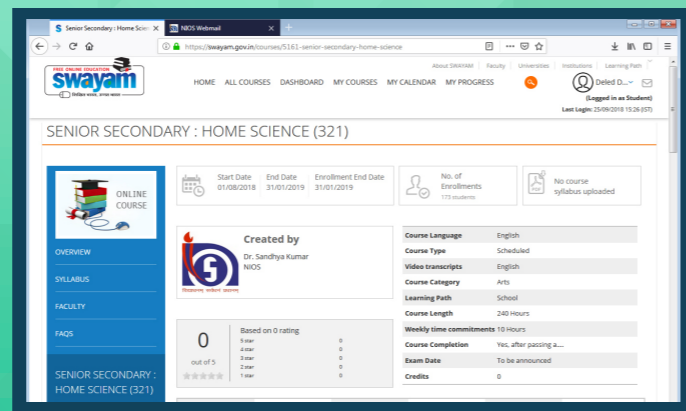 Senior Secondary : Home Scien
NIOS Webmail
https://swayam.gov.in/courses/5161-senior-secondary-home-science
About SWAYAM Faculty Universities Institutions Learning Path
FREE ONLINE EDUCATION
swayam
शिक्षित भारत, उन्नत भारत
HOME ALL COURSES DASHBOARD MY COURSES MY CALENDAR MY PROGRESS
Deled D...
(Logged in as Student)
Last Login: 25/09/2018 15:26 (IST)
SENIOR SECONDARY : HOME SCIENCE (321)
ONLINE
COURSE
OVERVIEW
SYLLABUS
FACULTY
FAQS
SENIOR SECONDARY :
HOME SCIENCE (321)
Start Date End Date Enrollment End Date
01/08/2018 31/01/2019 31/01/2019
No. of
Enrollments
173 students
No course
syllabus uploaded
Created by
Dr. Sandhya Kumar
NIOS
0
out of 5
Based on 0 rating
5 star 0
4 star 0
3 star 0
2 star 0
1 star 0
Course Language English
Course Type Scheduled
Video transcripts English
Course Category Arts
Learning Path School
Course Length 240 Hours
Weekly time commitments 10 Hours
Course Completion Yes, after passing a....
Exam Date To be announced
Credits 0